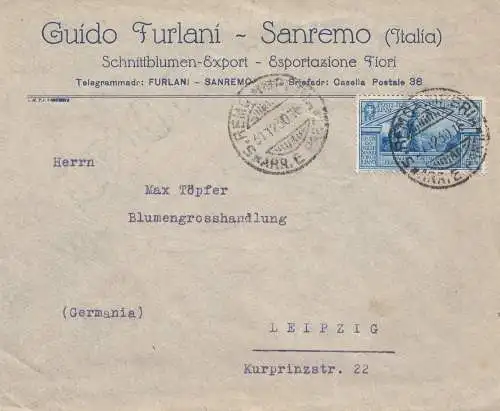 Guido Furlani ~ Sanremo (Italia)
Schnittblumen-Export - Esportazione Fiori
Telegrammadr: FURLANI - SANREMO Briefadr: Casella Postale 36
Herrn
Max Töpfer
Blumengrosshandlung
(Germania)
LEIPZIG
Kurprinzstr. 22